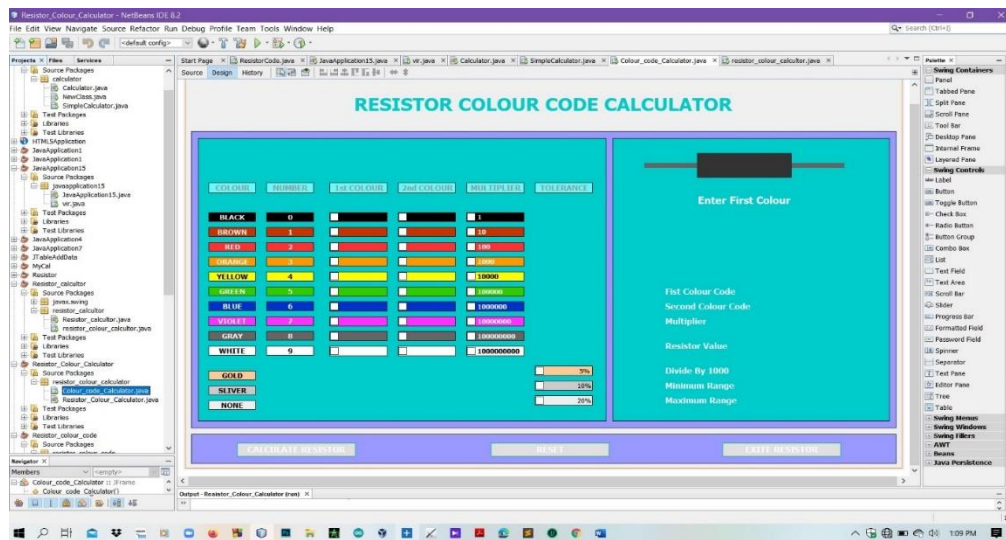 Resistor_Colour_Calculator - NetBeans IDE 8.2
File Edit View Navigate Source Refactor Run Debug Profile Team Tools Window Help
Search (Ctrl+I)
<default config>
Projects × Files Services
Start Page × ResistorCode.java × JavaApplication15.java × vir.java × Calculator.java × SimpleCalculator.java × Colour_code_Calculator.java × resistor_colour_calcultor.java ×
Source Design History
Source Packages
calculator
Calculator.java
NewClass.java
SimpleCalculator.java
Test Packages
Libraries
Test Libraries
HTML5Application
JavaApplication1
JavaApplication1
JavaApplication15
Source Packages
javaapplication15
JavaApplication15.java
vir.java
Test Packages
Libraries
Test Libraries
JavaApplication4
JavaApplication7
JTableAddData
MyCal
Resistor
Resistor_calcultor
Source Packages
javax.swing
resistor_calcultor
Resistor_calcultor.java
resistor_colour_calcultor.java
Test Packages
Libraries
Test Libraries
Resistor_Colour_Calculator
Source Packages
resistor_colour_calculator
Colour_code_Calculator.java
Resistor_Colour_Calculator.java
Test Packages
Libraries
Test Libraries
Resistor_colour_code
Source Packages
Navigator ×
Members <empty>
Colour_code_Calculator :: JFrame
Colour_code_Calculator()
RESISTOR COLOUR CODE CALCULATOR
COLOUR NUMBER 1st COLOUR 2nd COLOUR MULTIPLIER TOLERANCE
BLACK 0 1
BROWN 1 10
RED 2 100
ORANGE 3 1000
YELLOW 4 10000
GREEN 5 100000
BLUE 6 1000000
VIOLET 7 10000000
GRAY 8 100000000
WHITE 9 1000000000
GOLD 5%
SLIVER 10%
NONE 20%
Enter First Colour
Fist Colour Code
Second Colour Code
Multiplier
Resistor Value
Divide By 1000
Minimum Range
Maximum Range
CALCULATE RESISTOR RESET EXITE RESISTOR
Output - Resistor_Colour_Calculator (run) ×
Palette ×
Swing Containers
Panel
Tabbed Pane
Split Pane
Scroll Pane
Tool Bar
Desktop Pane
Internal Frame
Layered Pane
Swing Controls
Label
Button
Toggle Button
Check Box
Radio Button
Button Group
Combo Box
List
Text Field
Text Area
Scroll Bar
Slider
Progress Bar
Formatted Field
Password Field
Spinner
Separator
Text Pane
Editor Pane
Tree
Table
Swing Menus
Swing Windows
Swing Fillers
AWT
Beans
Java Persistence
1:09 PM